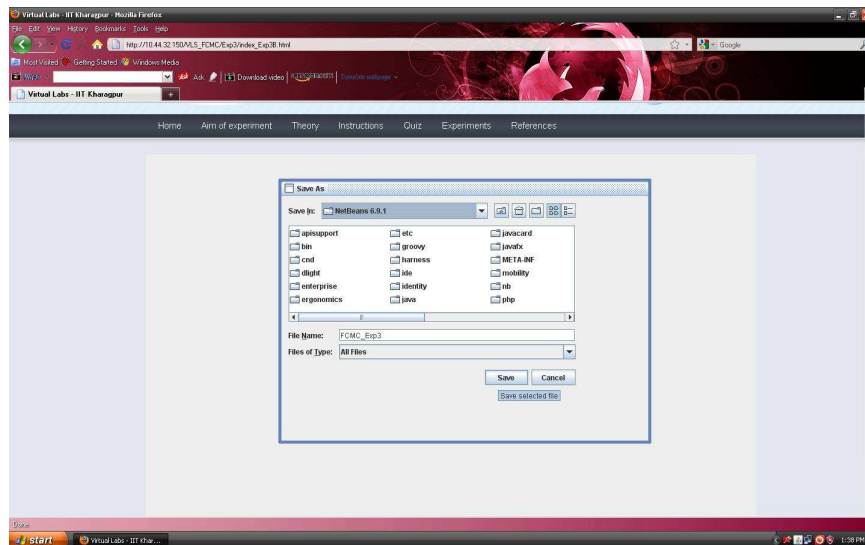 Virtual Labs - IIT Kharagpur - Mozilla Firefox
File Edit View History Bookmarks Tools Help
http://10.44.32.150/VLS_FCMC/Exp3/index_Exp3B.html
Google
Most Visited Getting Started Windows Media
Ask Download video
Virtual Labs - IIT Kharagpur
Home Aim of experiment Theory Instructions Quiz Experiments References
Save As
Save In: NetBeans 6.9.1
apisupport etc javacard
bin groovy javafx
cnd harness META-INF
dlight ide mobility
enterprise identity nb
ergonomics java php
File Name: FCMC_Exp3
Files of Type: All Files
Save Cancel
Save selected file
Done
start Virtual Labs - IIT Khar... 1:38 PM